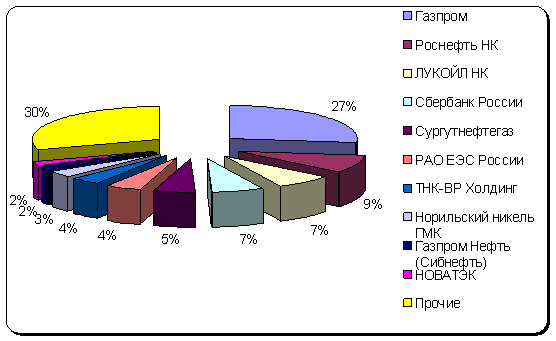 Газпром
Роснефть НК
ЛУКОЙЛ НК
Сбербанк России
Сургутнефтегаз
РАО ЕЭС России
ТНК-BP Холдинг
Норильский никель
ГМК
Газпром Нефть
(Сибнефть)
НОВАТЭК
Прочие
27%
9%
7%
7%
5%
4%
4%
3%
2%
2%
30%